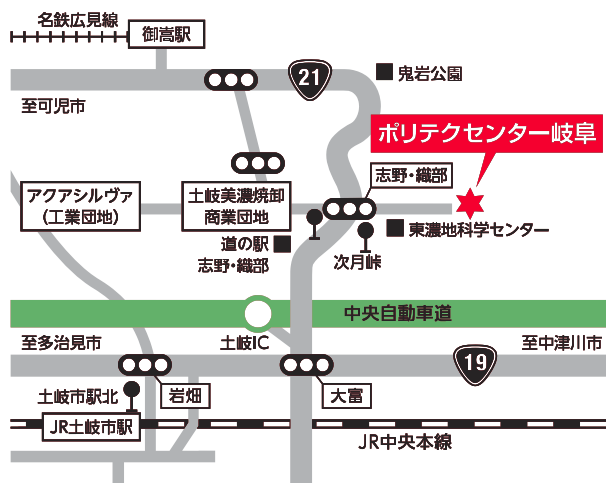 名鉄広見線
御嵩駅
21
鬼岩公園
至可児市
ポリテクセンター岐阜
志野・織部
アクアシルヴァ
(工業団地)
土岐美濃焼卸
商業団地
道の駅
志野・織部
次月峠
東濃地科学センター
中央自動車道
至多治見市
土岐IC
至中津川市
19
土岐市駅北
岩畑
大富
JR土岐市駅
JR中央本線